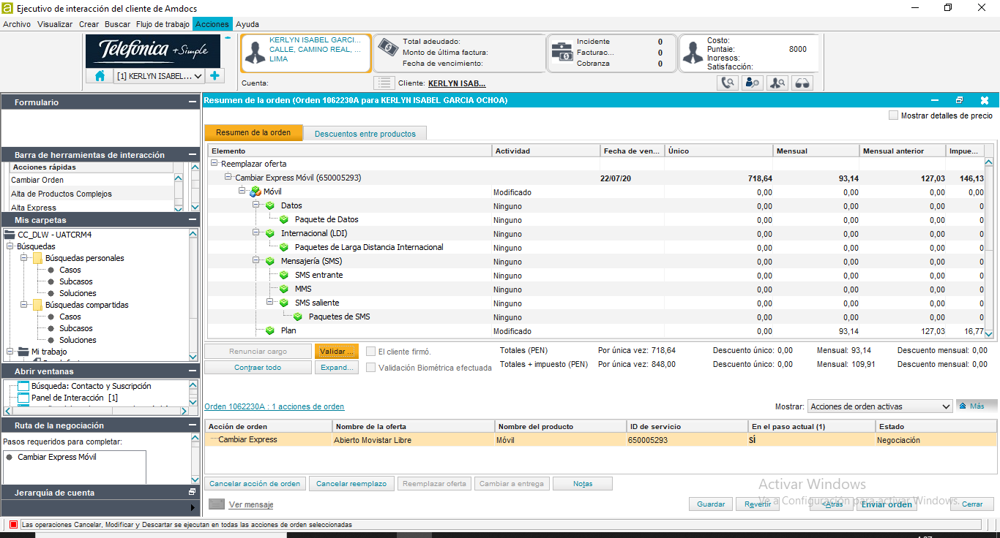 Ejecutivo de interacción del cliente de Amdocs
Archivo Visualizar Crear Buscar Flujo de trabajo Acciones Ayuda
Telefónica +Simple
[1] KERLYN ISABEL...
KERLYN ISABEL GARCI...
CALLE, CAMINO REAL, ...
LIMA
Total adeudado:
Monto de última factura:
Fecha de vencimiento:
Incidente 0
Facturac... 0
Cobranza 0
Costo:
Puntaie: 8000
Ingresos:
Satisfacción:
Cuenta:
Cliente: KERLYN ISAB...
Formulario
Barra de herramientas de interacción
Acciones rápidas
Cambiar Orden
Alta de Productos Complejos
Alta Express
Mis carpetas
CC_DLW - UATCRM4
Búsquedas
Búsquedas personales
Casos
Subcasos
Soluciones
Búsquedas compartidas
Casos
Subcasos
Soluciones
Mi trabajo
Abrir ventanas
Búsqueda: Contacto y Suscripción
Panel de Interacción [1]
Ruta de la negociación
Pasos requeridos para completar:
Cambiar Express Móvil
Jerarquía de cuenta
Resumen de la orden (Orden 1062230A para KERLYN ISABEL GARCIA OCHOA)
Mostrar detalles de precio
Resumen de la orden Descuentos entre productos
Elemento Actividad Fecha de ven... Único Mensual Mensual anterior Impue...
Reemplazar oferta
Cambiar Express Móvil (650005293) 22/07/20 718,64 93,14 127,03 146,13
Móvil Modificado 0,00 0,00 0,00 0,00
Datos Ninguno 0,00 0,00 0,00 0
Paquete de Datos Ninguno 0,00 0,00 0,00 0
Internacional (LDI) Ninguno 0,00 0,00 0,00 0
Paquetes de Larga Distancia Internacional Ninguno 0,00 0,00 0,00 0
Mensajería (SMS) Ninguno 0,00 0,00 0,00 0
SMS entrante Ninguno 0,00 0,00 0,00 0
MMS Ninguno 0,00 0,00 0,00 0
SMS saliente Ninguno 0,00 0,00 0,00 0
Paquetes de SMS Ninguno 0,00 0,00 0,00 0
Plan Modificado 0,00 93,14 127,03 16,77
Renunciar cargo Validar ... El cliente firmó. Totales (PEN) Por única vez: 718,64 Descuento único: 0,00 Mensual: 93,14 Descuento mensual: 0,00
Contraer todo Expand... Validación Biométrica efectuada Totales + impuesto (PEN) Por única vez: 848,00 Descuento único: 0,00 Mensual: 109,91 Descuento mensual: 0,00
Orden 1062230A : 1 acciones de orden Mostrar: Acciones de orden activas Más
Acción de orden Nombre de la oferta Nombre del producto ID de servicio En el paso actual (1) Estado
Cambiar Express Abierto Movistar Libre Móvil 650005293 SÍ Negociación
Cancelar acción de orden Cancelar reemplazo Reemplazar oferta Cambiar a entrega Notas
Activar Windows
Ve a Configuración para activar Windows.
Ver mensaje Guardar Revertir <Atrás Enviar orden Cerrar
Las operaciones Cancelar, Modificar y Descartar se ejecutan en todas las acciones de orden seleccionadas